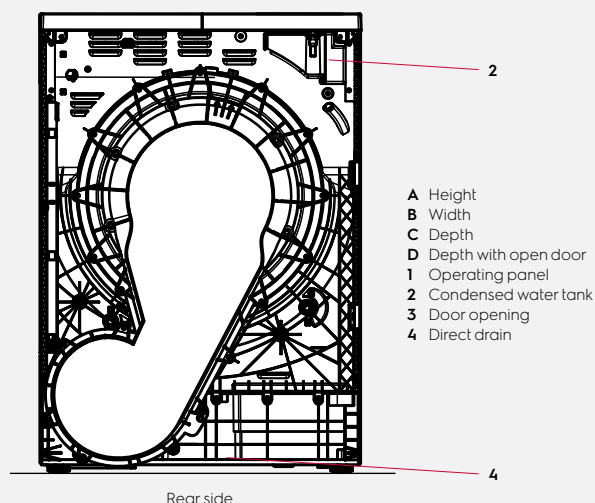 2
A Height
B Width
C Depth
D Depth with open door
1 Operating panel
2 Condensed water tank
3 Door opening
4 Direct drain
4
Rear side